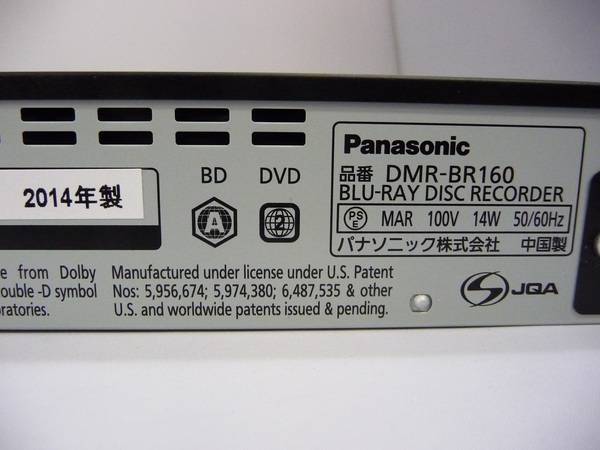 2014年製
BD DVD
A 2
Panasonic
品番 DMR-BR160
BLU-RAY DISC RECORDER
PS E MAR 100V 14W 50/60Hz
パナソニック株式会社 中国製
JQA
re from Dolby
ouble -D symbol
oratories.
Manufactured under license under U.S. Patent
Nos: 5,956,674; 5,974,380; 6,487,535 & other
U.S. and worldwide patents issued & pending.